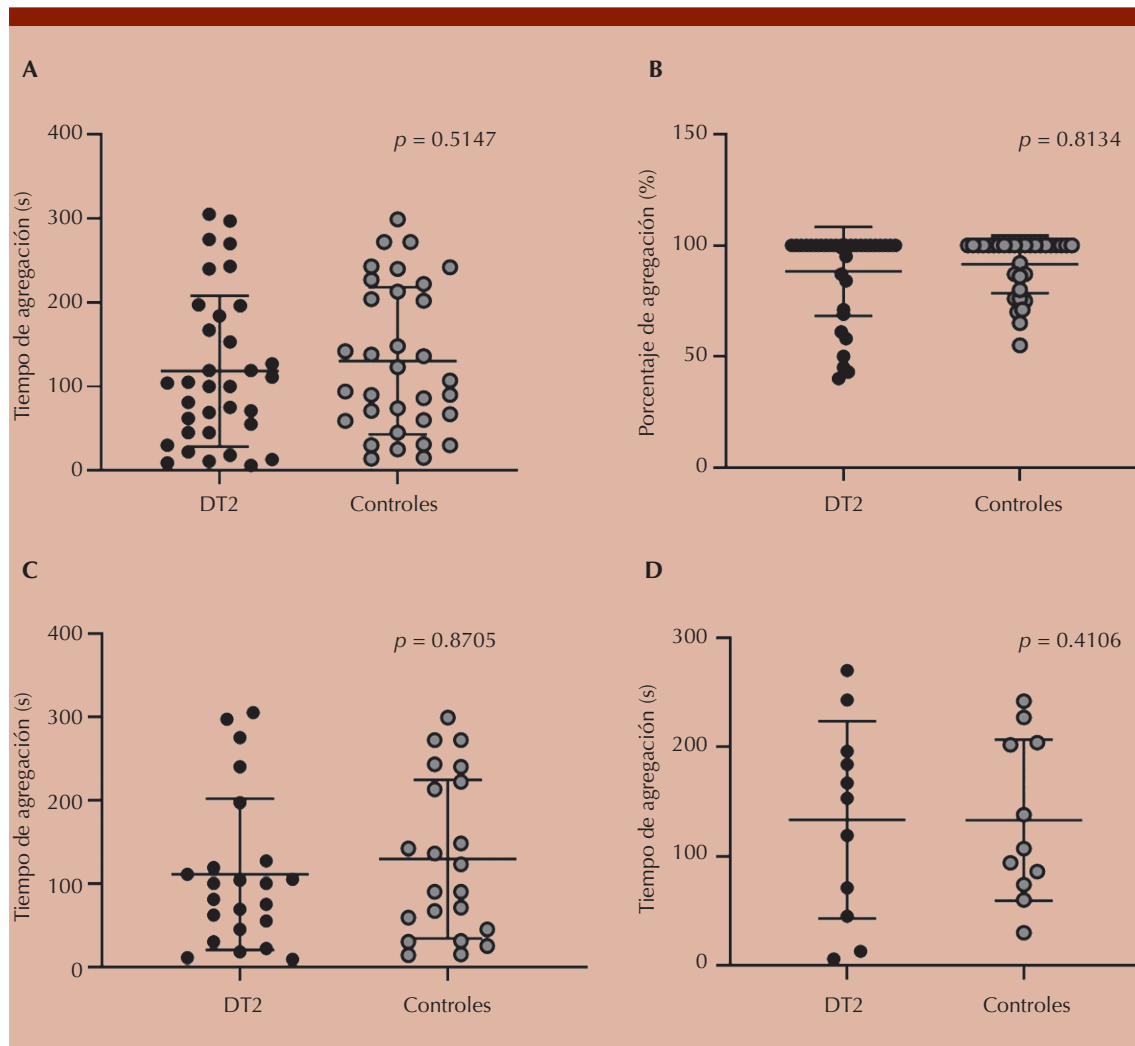 A
Tiempo de agregación (s)
400
300
200
100
0
p = 0.5147
DT2
Controles
B
Porcentaje de agregación (%)
150
100
50
0
p = 0.8134
DT2
Controles
C
Tiempo de agregación (s)
400
300
200
100
0
p = 0.8705
DT2
Controles
D
Tiempo de agregación (s)
300
200
100
0
p = 0.4106
DT2
Controles